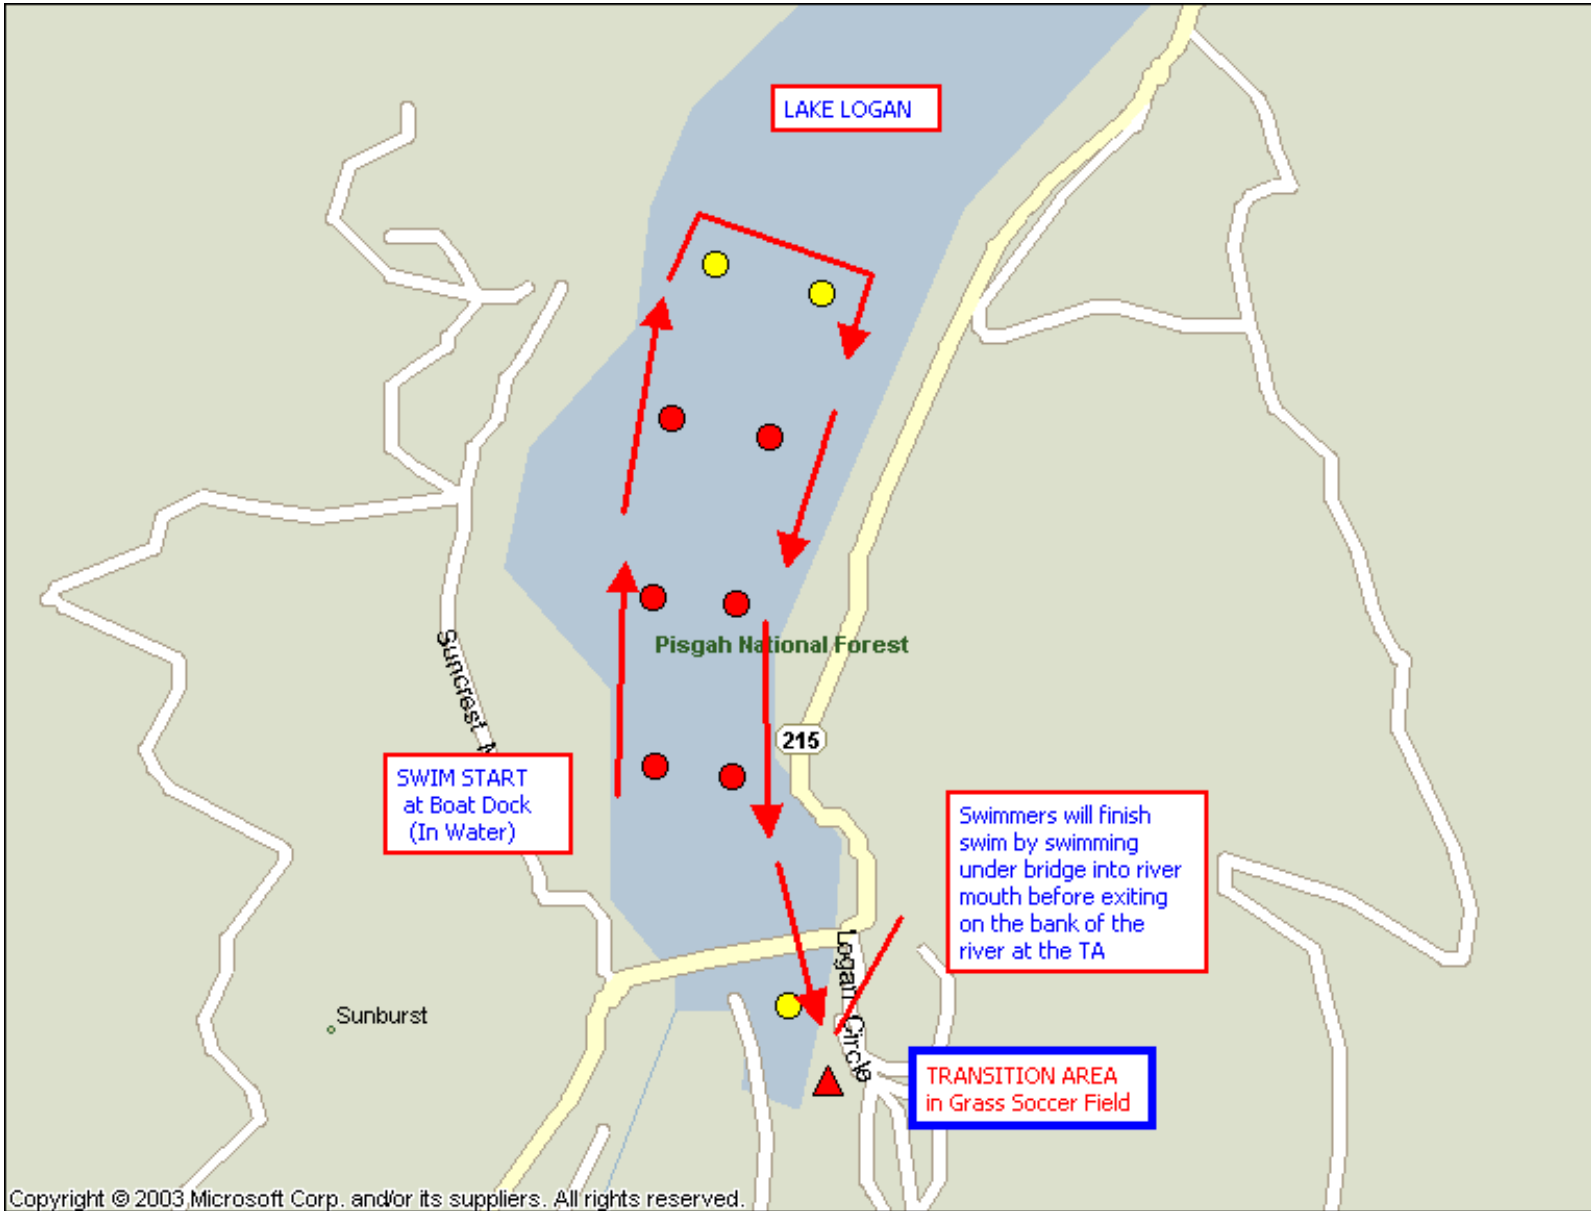 LAKE LOGAN
Pisgah National Forest
Suncrest M
215
SWIM START
at Boat Dock
(In Water)
Swimmers will finish
swim by swimming
under bridge into river
mouth before exiting
on the bank of the
river at the TA
Logan Circle
Sunburst
TRANSITION AREA
in Grass Soccer Field
Copyright © 2003 Microsoft Corp. and/or its suppliers. All rights reserved.